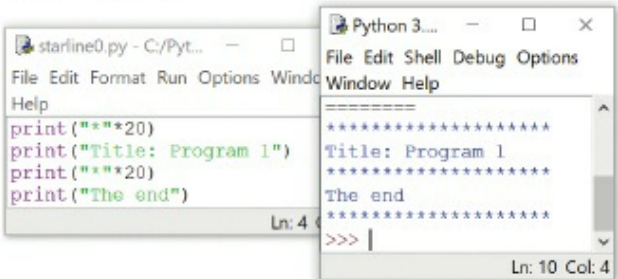 starline0.py - C:/Pyt...
File Edit Format Run Options Windo
Help
print("*"*20)
print("Title: Program 1")
print("*"*20)
print("The end")
Ln: 4
Python 3....
File Edit Shell Debug Options
Window Help
========
********************
Title: Program 1
********************
The end
********************
>>>
Ln: 10 Col: 4